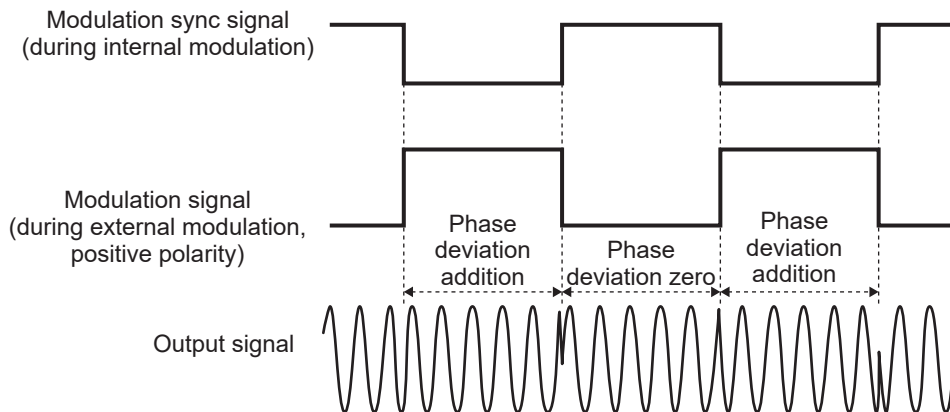 Modulation sync signal
(during internal modulation)
Modulation signal
(during external modulation,
positive polarity)
Phase
deviation
addition
Phase
deviation zero
Phase
deviation
addition
Output signal